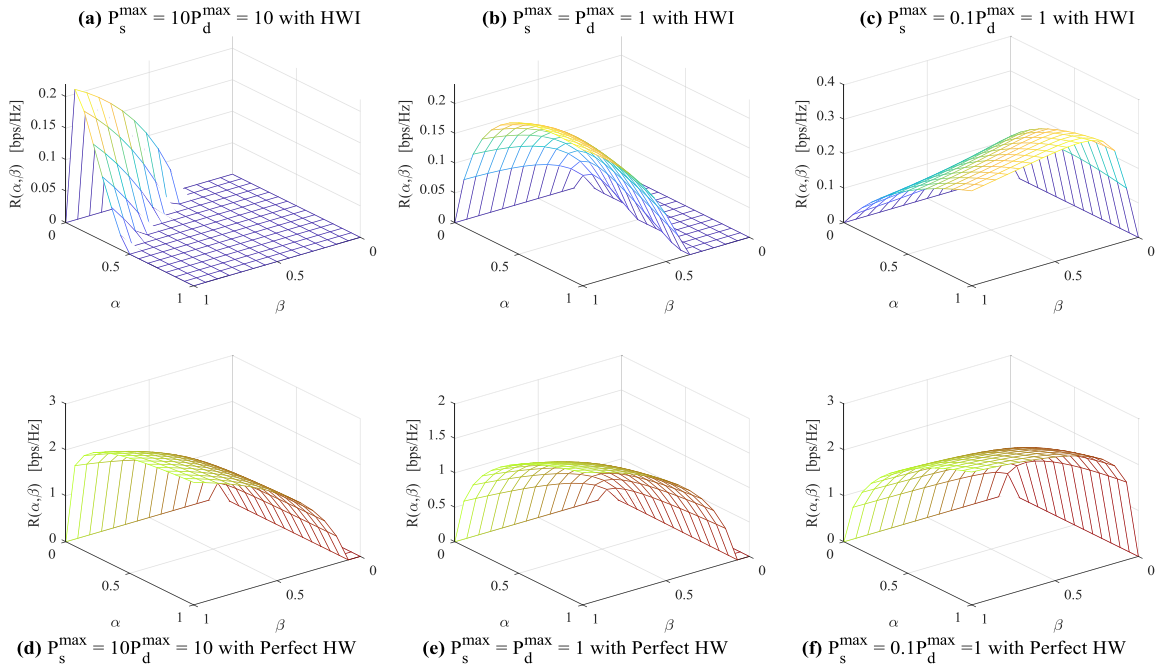 (a) P_s^max = 10P_d^max = 10 with HWI
(b) P_s^max = P_d^max = 1 with HWI
(c) P_s^max = 0.1P_d^max = 1 with HWI
R(α,β) [bps/Hz]
0.2
0.15
0.1
0.05
0
0
0.5
1
α
1
0.5
0
β
R(α,β) [bps/Hz]
0.2
0.15
0.1
0.05
0
0
0.5
1
α
1
0.5
0
β
R(α,β) [bps/Hz]
0.4
0.3
0.2
0.1
0
0
0.5
1
α
1
0.5
0
β
R(α,β) [bps/Hz]
3
2
1
0
0
0.5
1
α
1
0.5
0
β
R(α,β) [bps/Hz]
2
1.5
1
0.5
0
0
0.5
1
α
1
0.5
0
β
R(α,β) [bps/Hz]
3
2
1
0
0
0.5
1
α
1
0.5
0
β
(d) P_s^max = 10P_d^max = 10 with Perfect HW
(e) P_s^max = P_d^max = 1 with Perfect HW
(f) P_s^max = 0.1P_d^max =1 with Perfect HW